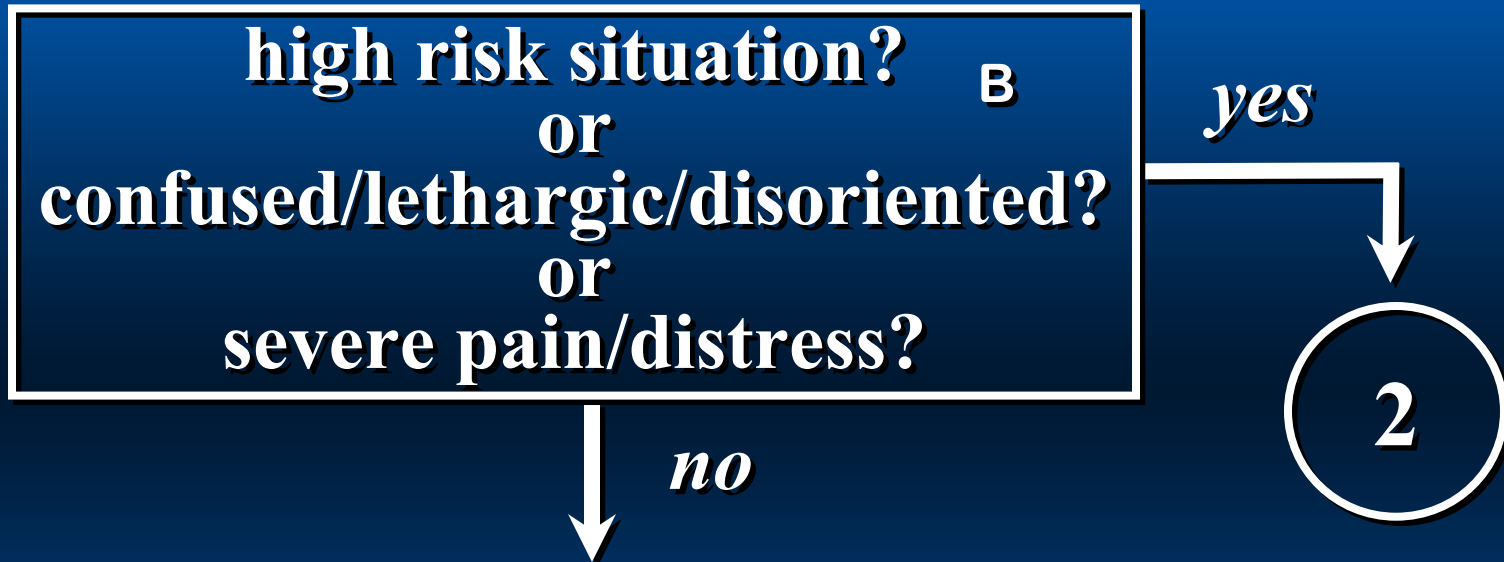 high risk situation?
B
or
confused/lethargic/disoriented?
or
severe pain/distress?
yes
2
no